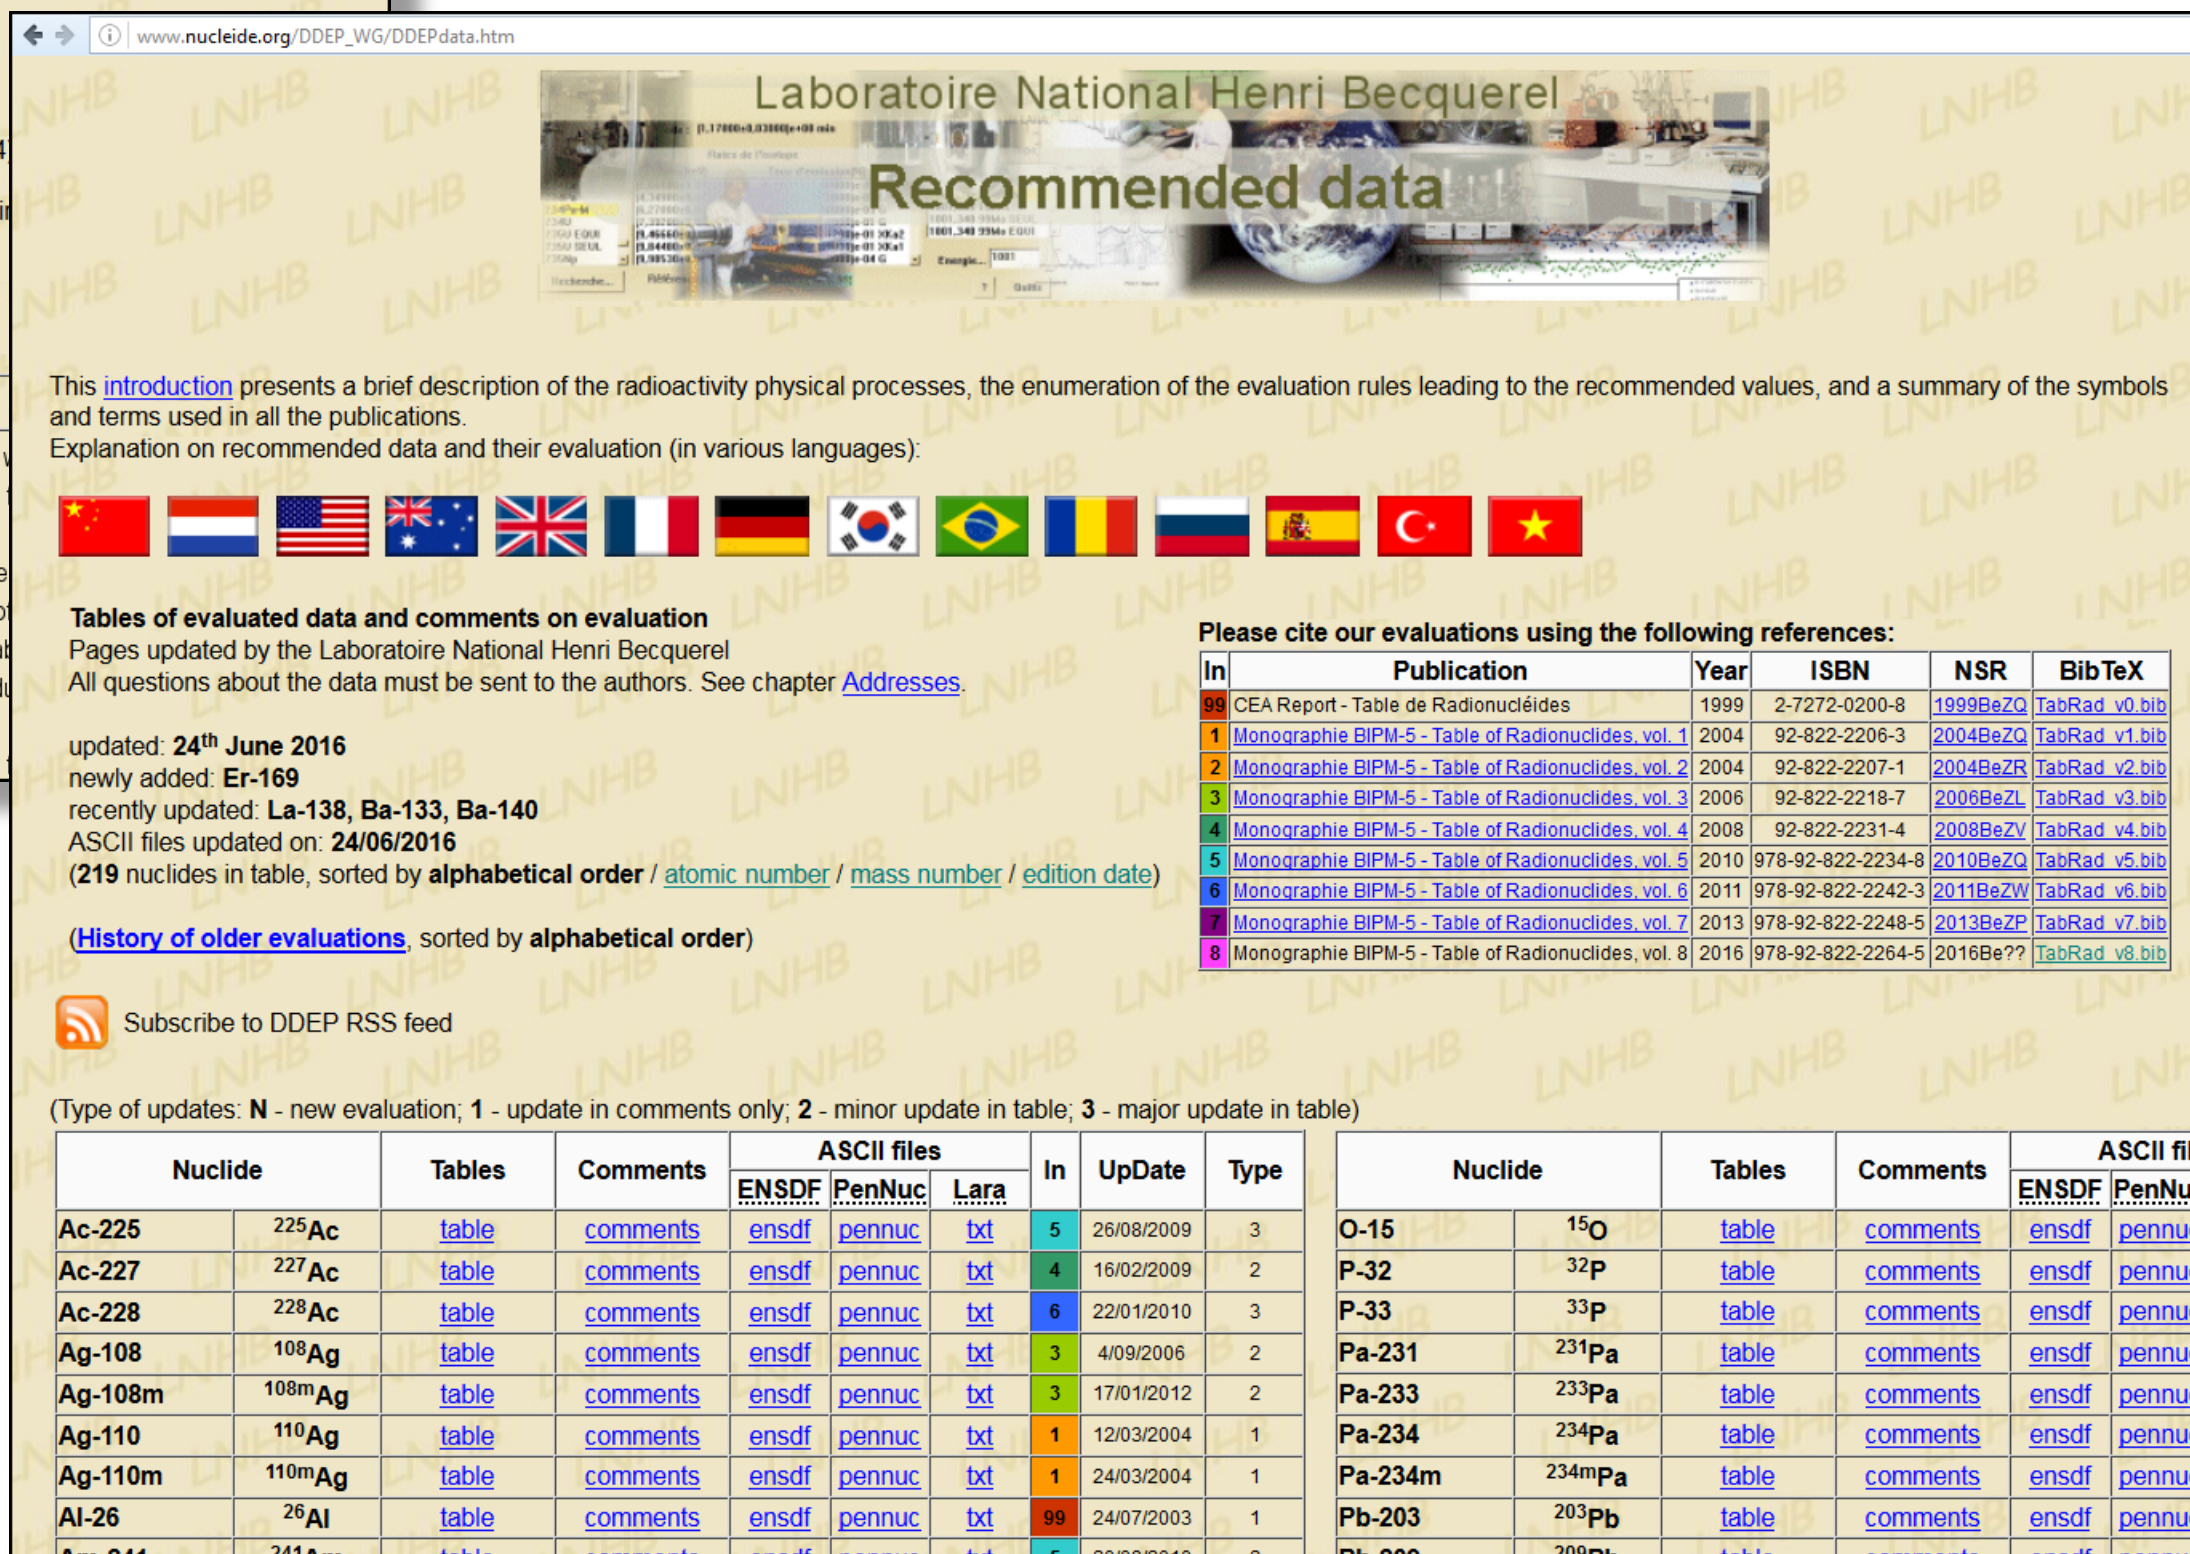 www.nucleide.org/DDEP_WG/DDEPdata.htm
Laboratoire National Henri Becquerel
Recommended data
This introduction presents a brief description of the radioactivity physical processes, the enumeration of the evaluation rules leading to the recommended values, and a summary of the symbols
and terms used in all the publications.
Explanation on recommended data and their evaluation (in various languages):
Tables of evaluated data and comments on evaluation
Pages updated by the Laboratoire National Henri Becquerel
All questions about the data must be sent to the authors. See chapter Addresses.
updated: 24th June 2016
newly added: Er-169
recently updated: La-138, Ba-133, Ba-140
ASCII files updated on: 24/06/2016
(219 nuclides in table, sorted by alphabetical order / atomic number / mass number / edition date)
(History of older evaluations, sorted by alphabetical order)
Please cite our evaluations using the following references:
In Publication Year ISBN NSR BibTeX
99 CEA Report - Table de Radionucléides 1999 2-7272-0200-8 1999BeZQ TabRad_v0.bib
1 Monographie BIPM-5 - Table of Radionuclides, vol. 1 2004 92-822-2206-3 2004BeZQ TabRad_v1.bib
2 Monographie BIPM-5 - Table of Radionuclides, vol. 2 2004 92-822-2207-1 2004BeZR TabRad_v2.bib
3 Monographie BIPM-5 - Table of Radionuclides, vol. 3 2006 92-822-2218-7 2006BeZL TabRad_v3.bib
4 Monographie BIPM-5 - Table of Radionuclides, vol. 4 2008 92-822-2231-4 2008BeZV TabRad_v4.bib
5 Monographie BIPM-5 - Table of Radionuclides, vol. 5 2010 978-92-822-2234-8 2010BeZQ TabRad_v5.bib
6 Monographie BIPM-5 - Table of Radionuclides, vol. 6 2011 978-92-822-2242-3 2011BeZW TabRad_v6.bib
7 Monographie BIPM-5 - Table of Radionuclides, vol. 7 2013 978-92-822-2248-5 2013BeZP TabRad_v7.bib
8 Monographie BIPM-5 - Table of Radionuclides, vol. 8 2016 978-92-822-2264-5 2016Be?? TabRad_v8.bib
Subscribe to DDEP RSS feed
(Type of updates: N - new evaluation; 1 - update in comments only; 2 - minor update in table; 3 - major update in table)
Nuclide Tables Comments ASCII files In UpDate Type Nuclide Tables Comments ASCII fil
ENSDF PenNuc Lara ENSDF PenNu
Ac-225 225Ac table comments ensdf pennuc txt 5 26/08/2009 3 O-15 15O table comments ensdf pennu
Ac-227 227Ac table comments ensdf pennuc txt 4 16/02/2009 2 P-32 32P table comments ensdf pennu
Ac-228 228Ac table comments ensdf pennuc txt 6 22/01/2010 3 P-33 33P table comments ensdf pennu
Ag-108 108Ag table comments ensdf pennuc txt 3 4/09/2006 2 Pa-231 231Pa table comments ensdf pennu
Ag-108m 108mAg table comments ensdf pennuc txt 3 17/01/2012 2 Pa-233 233Pa table comments ensdf pennu
Ag-110 110Ag table comments ensdf pennuc txt 1 12/03/2004 1 Pa-234 234Pa table comments ensdf pennu
Ag-110m 110mAg table comments ensdf pennuc txt 1 24/03/2004 1 Pa-234m 234mPa table comments ensdf pennu
Al-26 26Al table comments ensdf pennuc txt 99 24/07/2003 1 Pb-203 203Pb table comments ensdf pennu